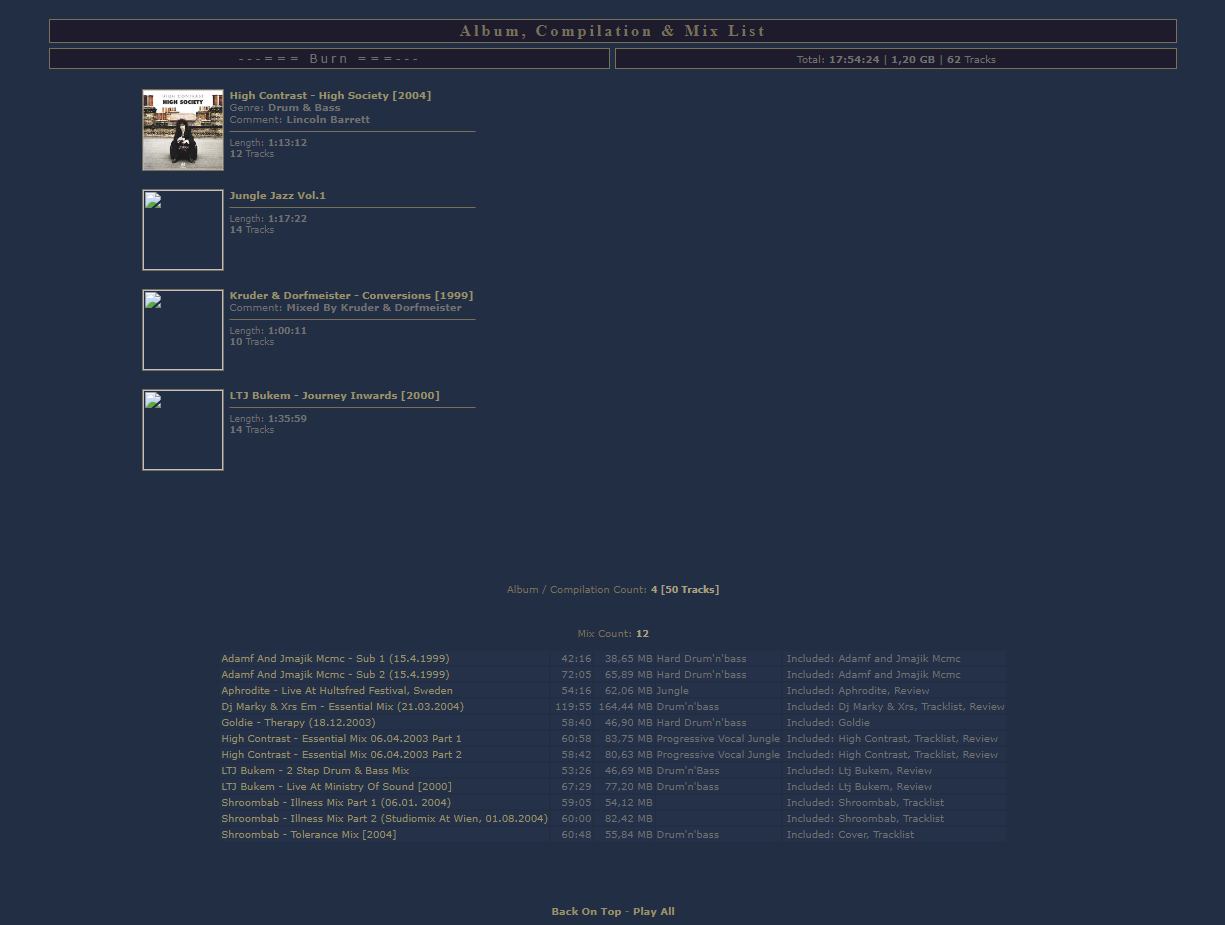 Album, Compilation & Mix List
---=== Burn ===---
Total: 17:54:24 | 1,20 GB | 62 Tracks
HIGH CONTRAST
HIGH SOCIETY
High Contrast - High Society [2004]
Genre: Drum & Bass
Comment: Lincoln Barrett
Length: 1:13:12
12 Tracks
Jungle Jazz Vol.1
Length: 1:17:22
14 Tracks
Kruder & Dorfmeister - Conversions [1999]
Comment: Mixed By Kruder & Dorfmeister
Length: 1:00:11
10 Tracks
LTJ Bukem - Journey Inwards [2000]
Length: 1:35:59
14 Tracks
Album / Compilation Count: 4 [50 Tracks]
Mix Count: 12
Adamf And Jmajik Mcmc - Sub 1 (15.4.1999) 42:16 38,65 MB Hard Drum'n'bass Included: Adamf and Jmajik Mcmc
Adamf And Jmajik Mcmc - Sub 2 (15.4.1999) 72:05 65,89 MB Hard Drum'n'bass Included: Adamf and Jmajik Mcmc
Aphrodite - Live At Hultsfred Festival, Sweden 54:16 62,06 MB Jungle Included: Aphrodite, Review
Dj Marky & Xrs Em - Essential Mix (21.03.2004) 119:55 164,44 MB Drum'n'bass Included: Dj Marky & Xrs, Tracklist, Review
Goldie - Therapy (18.12.2003) 58:40 46,90 MB Hard Drum'n'bass Included: Goldie
High Contrast - Essential Mix 06.04.2003 Part 1 60:58 83,75 MB Progressive Vocal Jungle Included: High Contrast, Tracklist, Review
High Contrast - Essential Mix 06.04.2003 Part 2 58:42 80,63 MB Progressive Vocal Jungle Included: High Contrast, Tracklist, Review
LTJ Bukem - 2 Step Drum & Bass Mix 53:26 46,69 MB Drum'n'Bass Included: Ltj Bukem, Review
LTJ Bukem - Live At Ministry Of Sound [2000] 67:29 77,20 MB Drum'n'bass Included: Ltj Bukem, Review
Shroombab - Illness Mix Part 1 (06.01. 2004) 59:05 54,12 MB Included: Shroombab, Tracklist
Shroombab - Illness Mix Part 2 (Studiomix At Wien, 01.08.2004) 60:00 82,42 MB Included: Shroombab, Tracklist
Shroombab - Tolerance Mix [2004] 60:48 55,84 MB Drum'n'bass Included: Cover, Tracklist
Back On Top - Play All